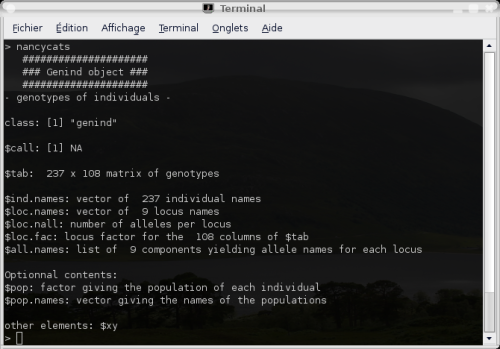 Terminal
Fichier Édition Affichage Terminal Onglets Aide
> nancycats
#####################
### Genind object ###
#####################
- genotypes of individuals -
class: [1] "genind"
$call: [1] NA
$tab:  237 x 108 matrix of genotypes
$ind.names: vector of  237 individual names
$loc.names: vector of  9 locus names
$loc.nall: number of alleles per locus
$loc.fac: locus factor for the  108 columns of $tab
$all.names: list of  9 components yielding allele names for each locus
Optionnal contents:
$pop: factor giving the population of each individual
$pop.names: vector giving the names of the populations
other elements: $xy
>